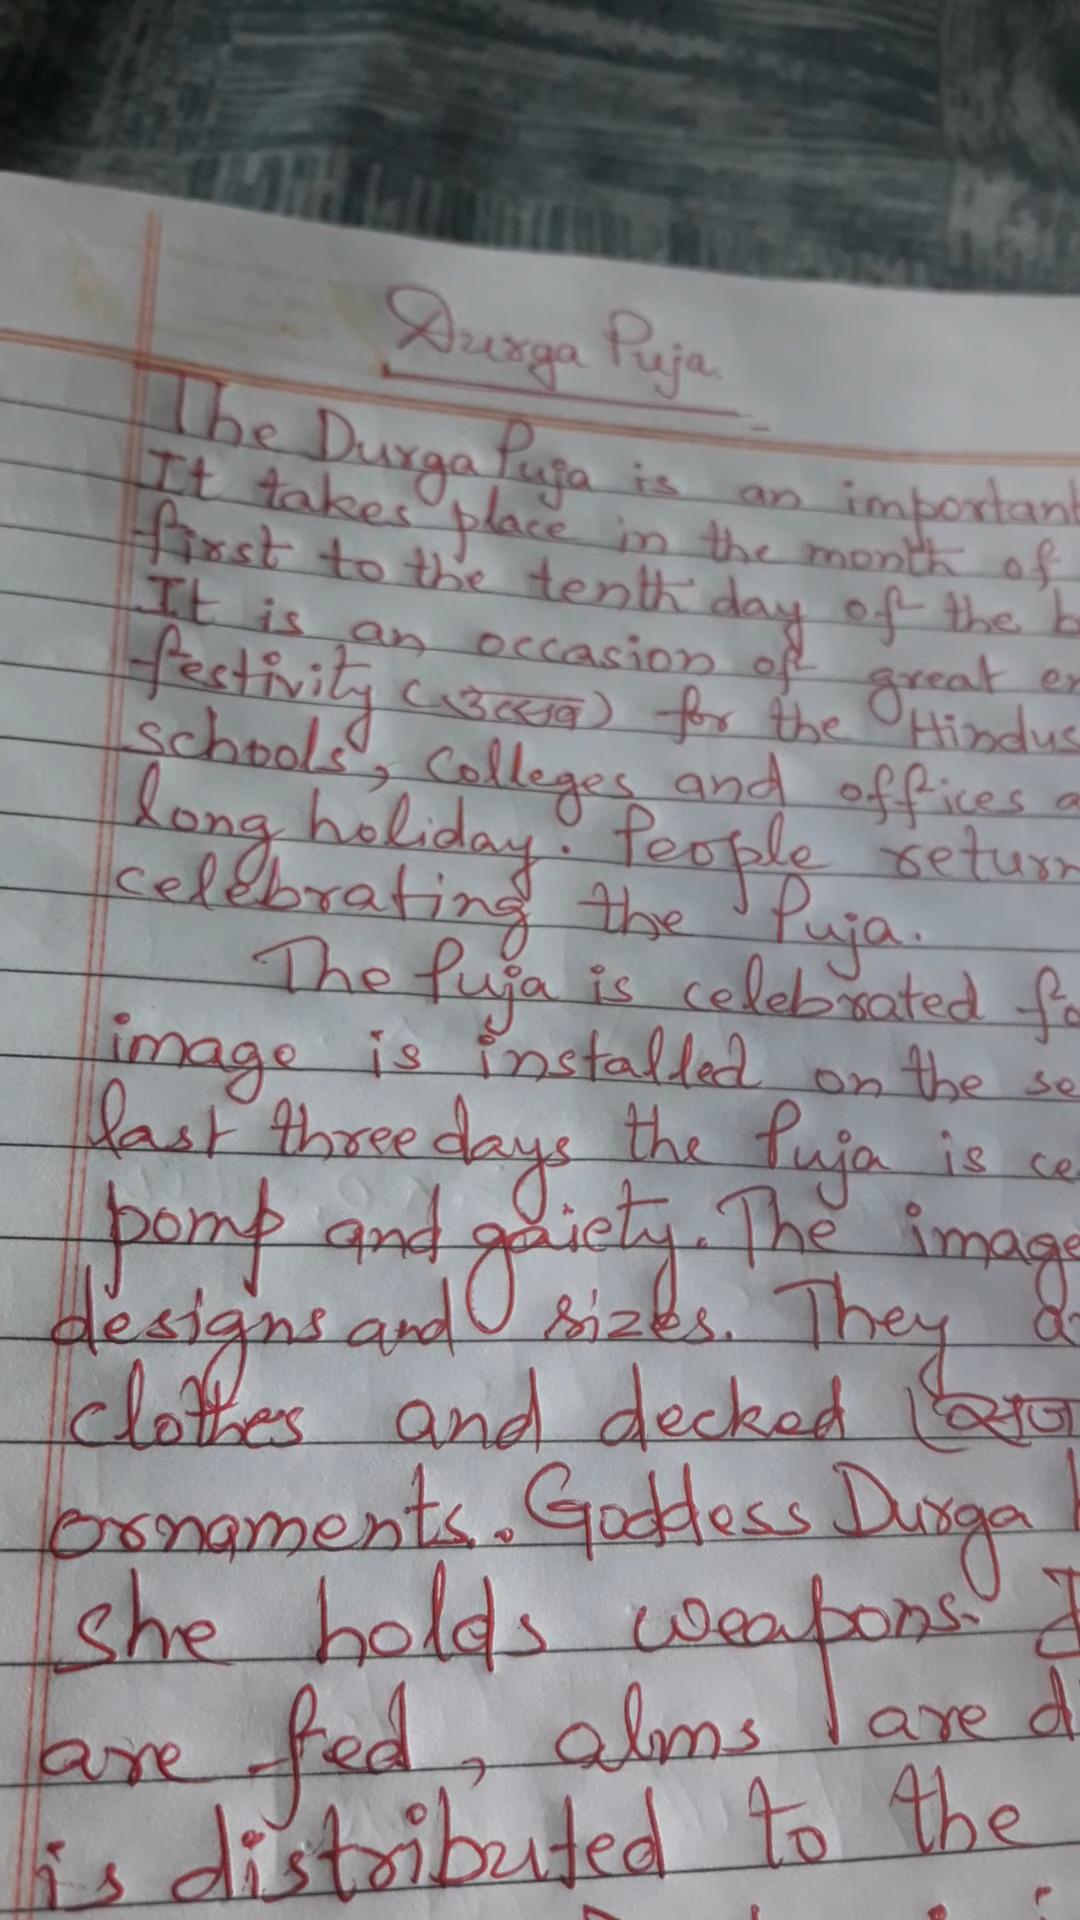 Durga Puja.
The Durga Puja is an important
It takes place in the month of
first to the tenth day of the
It is an occasion of great
festivity (উৎসব) for the Hindus
schools, Colleges and offices
long holiday. People return
celebrating the Puja.
The Puja is celebrated
image is installed on the
last three days the Puja is
pomp and gaiety. The image
designs and sizes. They
clothes and decked
ornaments. Goddess Durga
she holds weapons.
are fed, alms are
is distributed to the